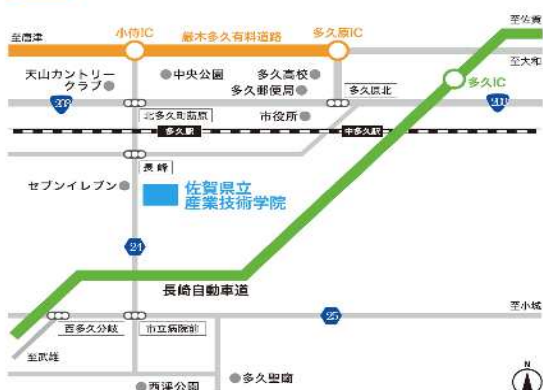 至佐賀
小侍IC
厳木多久有料道路
多久原IC
至唐津
至大和
天山カントリー
クラブ
中央公園
多久高校
多久郵便局
多久原北
多久IC
203
203
北多久町莇原
市役所
多久駅
中多久駅
長峰
セブンイレブン
佐賀県立
産業技術学院
24
長崎自動車道
至小城
25
西多久分岐
市立病院前
至武雄
N
西渓公園
多久聖廟